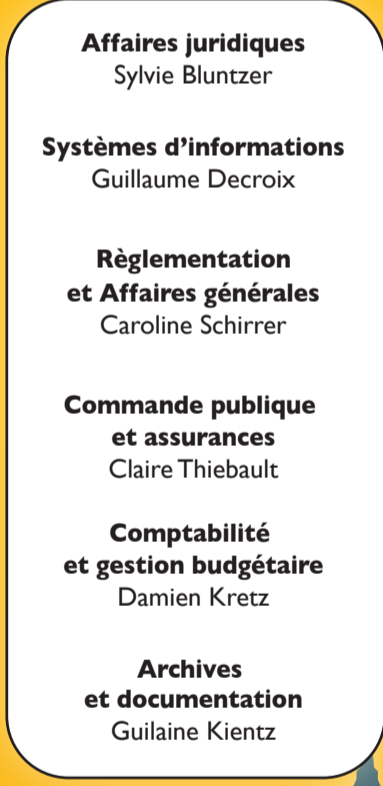 Affaires juridiques
Sylvie Bluntzer
Systèmes d'informations
Guillaume Decroix
Règlementation
et Affaires générales
Caroline Schirrer
Commande publique
et assurances
Claire Thiebault
Comptabilité
et gestion budgétaire
Damien Kretz
Archives
et documentation
Guilaine Kientz